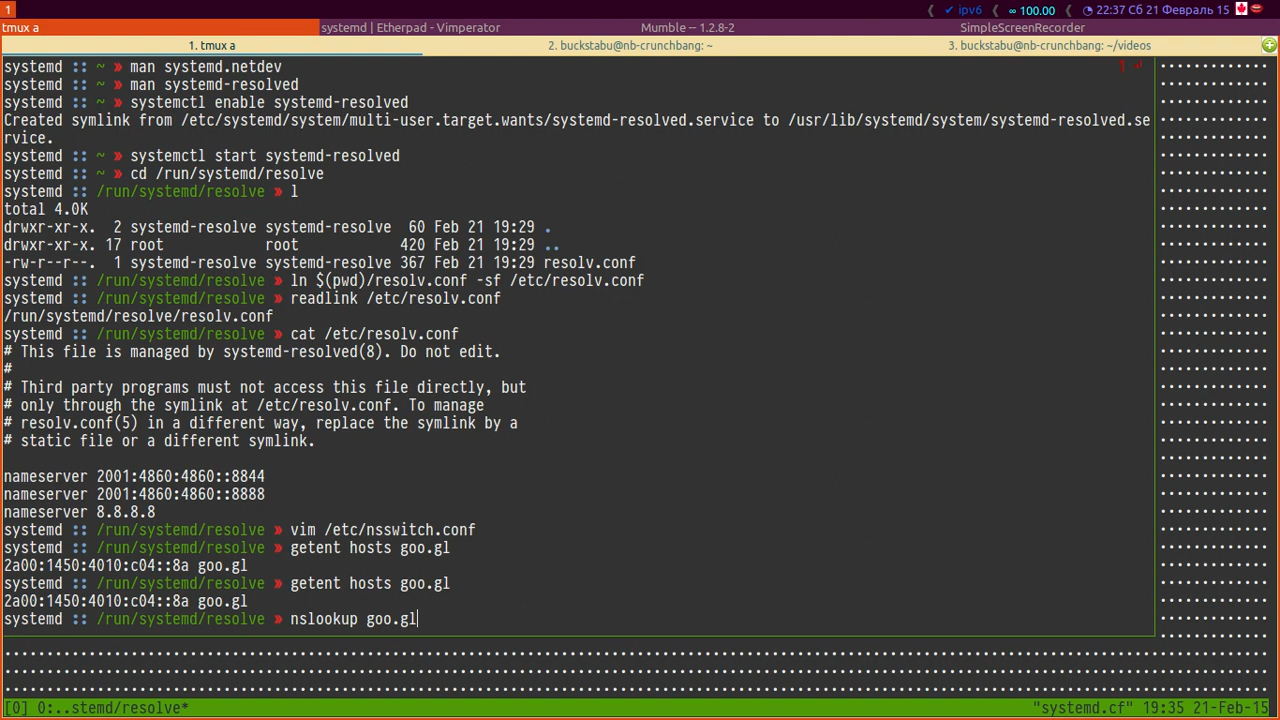 1
ipv6
∞ 100.00
22:37 Сб 21 Февраль 15
tmux a
systemd | Etherpad - Vimperator
Mumble -- 1.2.8-2
SimpleScreenRecorder
1. tmux a
2. buckstabu@nb-crunchbang: ~
3. buckstabu@nb-crunchbang: ~/videos
systemd :: ~ » man systemd.netdev
1 ↵
systemd :: ~ » man systemd-resolved
systemd :: ~ » systemctl enable systemd-resolved
Created symlink from /etc/systemd/system/multi-user.target.wants/systemd-resolved.service to /usr/lib/systemd/system/systemd-resolved.se
rvice.
systemd :: ~ » systemctl start systemd-resolved
systemd :: ~ » cd /run/systemd/resolve
systemd :: /run/systemd/resolve » l
total 4.0K
drwxr-xr-x.  2 systemd-resolve systemd-resolve  60 Feb 21 19:29 .
drwxr-xr-x. 17 root            root            420 Feb 21 19:29 ..
-rw-r--r--.  1 systemd-resolve systemd-resolve 367 Feb 21 19:29 resolv.conf
systemd :: /run/systemd/resolve » ln $(pwd)/resolv.conf -sf /etc/resolv.conf
systemd :: /run/systemd/resolve » readlink /etc/resolv.conf
/run/systemd/resolve/resolv.conf
systemd :: /run/systemd/resolve » cat /etc/resolv.conf
# This file is managed by systemd-resolved(8). Do not edit.
#
# Third party programs must not access this file directly, but
# only through the symlink at /etc/resolv.conf. To manage
# resolv.conf(5) in a different way, replace the symlink by a
# static file or a different symlink.
nameserver 2001:4860:4860::8844
nameserver 2001:4860:4860::8888
nameserver 8.8.8.8
systemd :: /run/systemd/resolve » vim /etc/nsswitch.conf
systemd :: /run/systemd/resolve » getent hosts goo.gl
2a00:1450:4010:c04::8a goo.gl
systemd :: /run/systemd/resolve » getent hosts goo.gl
2a00:1450:4010:c04::8a goo.gl
systemd :: /run/systemd/resolve » nslookup goo.gl
[0] 0:..stemd/resolve*
"systemd.cf" 19:35 21-Feb-15